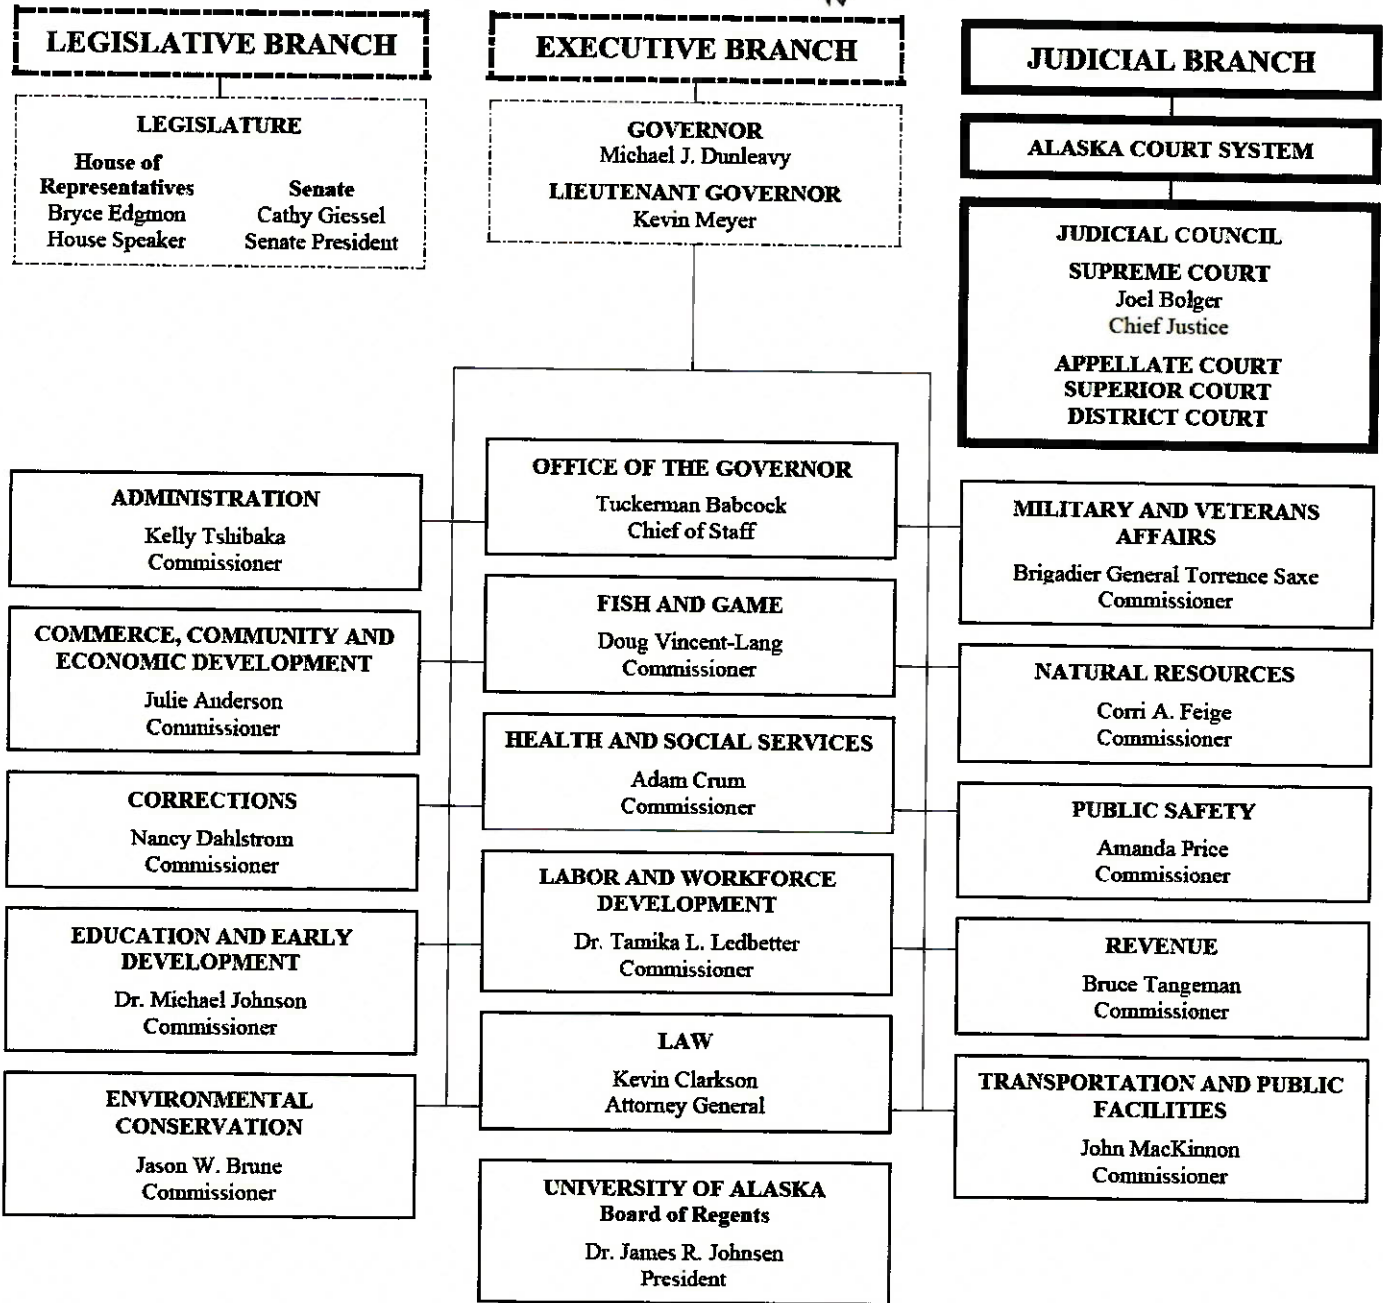 LEGISLATIVE BRANCH
LEGISLATURE
House of
Representatives
Bryce Edgmon
House Speaker
Senate
Cathy Giessel
Senate President
EXECUTIVE BRANCH
GOVERNOR
Michael J. Dunleavy
LIEUTENANT GOVERNOR
Kevin Meyer
JUDICIAL BRANCH
ALASKA COURT SYSTEM
JUDICIAL COUNCIL
SUPREME COURT
Joel Bolger
Chief Justice
APPELLATE COURT
SUPERIOR COURT
DISTRICT COURT
ADMINISTRATION
Kelly Tshibaka
Commissioner
COMMERCE, COMMUNITY AND
ECONOMIC DEVELOPMENT
Julie Anderson
Commissioner
CORRECTIONS
Nancy Dahlstrom
Commissioner
EDUCATION AND EARLY
DEVELOPMENT
Dr. Michael Johnson
Commissioner
ENVIRONMENTAL
CONSERVATION
Jason W. Brune
Commissioner
OFFICE OF THE GOVERNOR
Tuckerman Babcock
Chief of Staff
FISH AND GAME
Doug Vincent-Lang
Commissioner
HEALTH AND SOCIAL SERVICES
Adam Crum
Commissioner
LABOR AND WORKFORCE
DEVELOPMENT
Dr. Tamika L. Ledbetter
Commissioner
LAW
Kevin Clarkson
Attorney General
UNIVERSITY OF ALASKA
Board of Regents
Dr. James R. Johnsen
President
MILITARY AND VETERANS
AFFAIRS
Brigadier General Torrence Saxe
Commissioner
NATURAL RESOURCES
Corri A. Feige
Commissioner
PUBLIC SAFETY
Amanda Price
Commissioner
REVENUE
Bruce Tangeman
Commissioner
TRANSPORTATION AND PUBLIC
FACILITIES
John MacKinnon
Commissioner